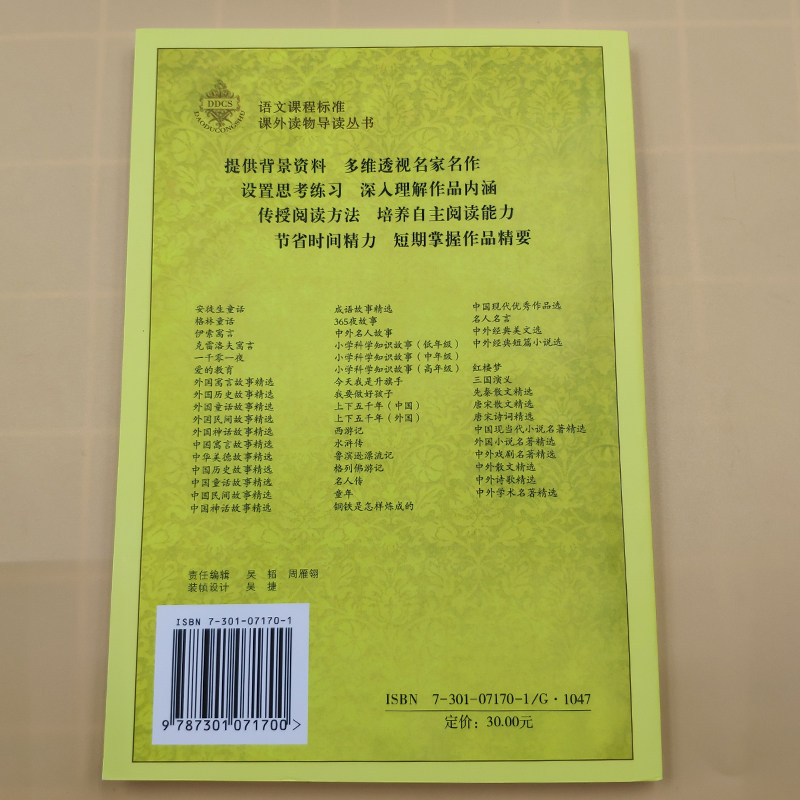 DDCS
DAODUCONGSHU
语文课程标准
课外读物导读丛书
提供背景资料 多维透视名家名作
设置思考练习 深入理解作品内涵
传授阅读方法 培养自主阅读能力
节省时间精力 短期掌握作品精要
安徒生童话
格林童话
伊索寓言
克雷洛夫寓言
一千零一夜
爱的教育
外国寓言故事精选
外国历史故事精选
外国童话故事精选
外国民间故事精选
外国神话故事精选
中国寓言故事精选
中华美德故事精选
中国历史故事精选
中国童话故事精选
中国民间故事精选
中国神话故事精选
成语故事精选
365夜故事
中外名人故事
小学科学知识故事（低年级）
小学科学知识故事（中年级）
小学科学知识故事（高年级）
今天我是升旗手
我要做好孩子
上下五千年（中国）
上下五千年（外国）
西游记
水浒传
鲁滨逊漂流记
格列佛游记
名人传
童年
钢铁是怎样炼成的
中国现代优秀作品选
名人名言
中外经典美文选
中外经典短篇小说选
红楼梦
三国演义
先秦散文精选
唐宋散文精选
唐宋诗词精选
中国现当代小说名著精选
外国小说名著精选
中外戏剧名著精选
中外散文精选
中外诗歌精选
中外学术名著精选
责任编辑 吴 韬 周雁翎
装帧设计 吴 捷
ISBN 7-301-07170-1
9 787301 071700 >
ISBN 7-301-07170-1/G·1047
定价：30.00元